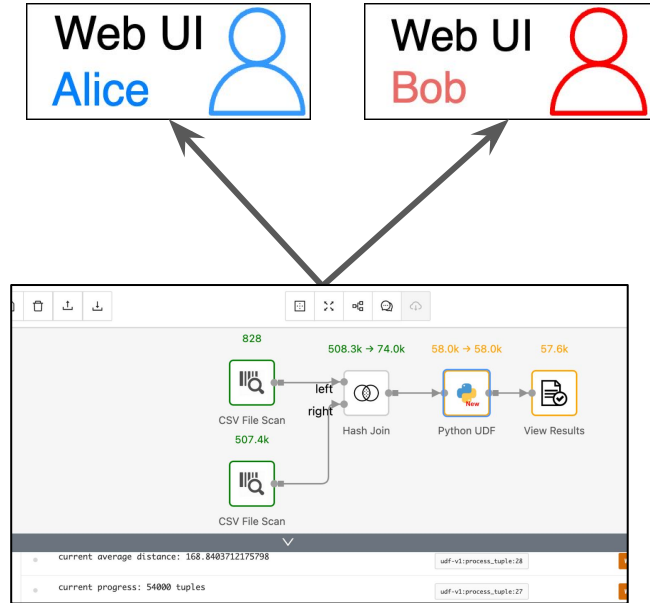 Web UI
Alice
Web UI
Bob
828
508.3k → 74.0k
58.0k → 58.0k
57.6k
left
right
CSV File Scan
Hash Join
New
Python UDF
View Results
507.4k
CSV File Scan
current average distance: 168.8403712175798
udf-v1:process_tuple:28
current progress: 54000 tuples
udf-v1:process_tuple:27